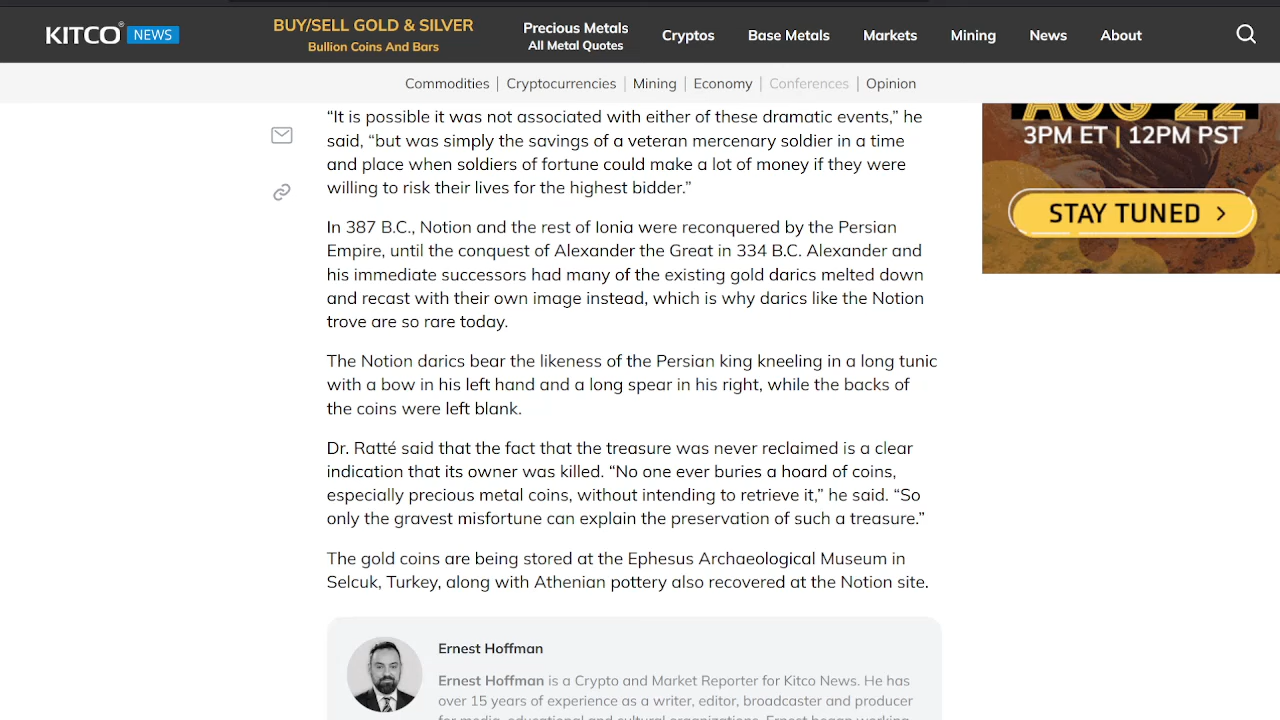 KITCO® NEWS
BUY/SELL GOLD & SILVER
Bullion Coins And Bars
Precious Metals
All Metal Quotes
Cryptos
Base Metals
Markets
Mining
News
About
Commodities | Cryptocurrencies | Mining | Economy | Conferences | Opinion
“It is possible it was not associated with either of these dramatic events,” he
said, “but was simply the savings of a veteran mercenary soldier in a time
and place when soldiers of fortune could make a lot of money if they were
willing to risk their lives for the highest bidder.”
In 387 B.C., Notion and the rest of Ionia were reconquered by the Persian
Empire, until the conquest of Alexander the Great in 334 B.C. Alexander and
his immediate successors had many of the existing gold darics melted down
and recast with their own image instead, which is why darics like the Notion
trove are so rare today.
The Notion darics bear the likeness of the Persian king kneeling in a long tunic
with a bow in his left hand and a long spear in his right, while the backs of
the coins were left blank.
Dr. Ratté said that the fact that the treasure was never reclaimed is a clear
indication that its owner was killed. “No one ever buries a hoard of coins,
especially precious metal coins, without intending to retrieve it,” he said. “So
only the gravest misfortune can explain the preservation of such a treasure.”
The gold coins are being stored at the Ephesus Archaeological Museum in
Selcuk, Turkey, along with Athenian pottery also recovered at the Notion site.
AUG 22
3PM ET | 12PM PST
STAY TUNED >
Ernest Hoffman
Ernest Hoffman is a Crypto and Market Reporter for Kitco News. He has
over 15 years of experience as a writer, editor, broadcaster and producer
for media, educational and cultural organizations. Ernest began working